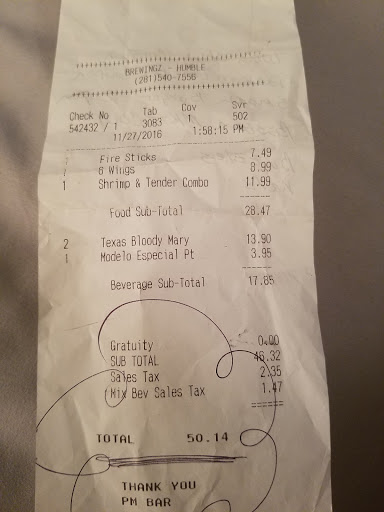 BREWINGZ - HUMBLE
(281)540-7556
Check No Tab Cov Svr
542432 / 1 3083 1 502
11/27/2016 1:58:15 PM
1 Fire Sticks 7.49
1 6 Wings 8.99
1 Shrimp & Tender Combo 11.99
Food Sub-Total 28.47
2 Texas Bloody Mary 13.90
1 Modelo Especial Pt 3.95
Beverage Sub-Total 17.85
Gratuity 0.00
SUB TOTAL 46.32
Sales Tax 2.35
Mix Bev Sales Tax 1.47
TOTAL 50.14
THANK YOU
PM BAR